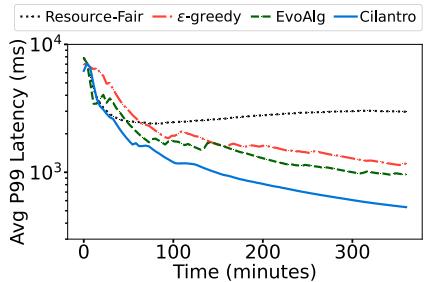 Resource-Fair ε-greedy EvoAlg Cilantro
10⁴
10³
Avg P99 Latency (ms)
0 100 200 300
Time (minutes)